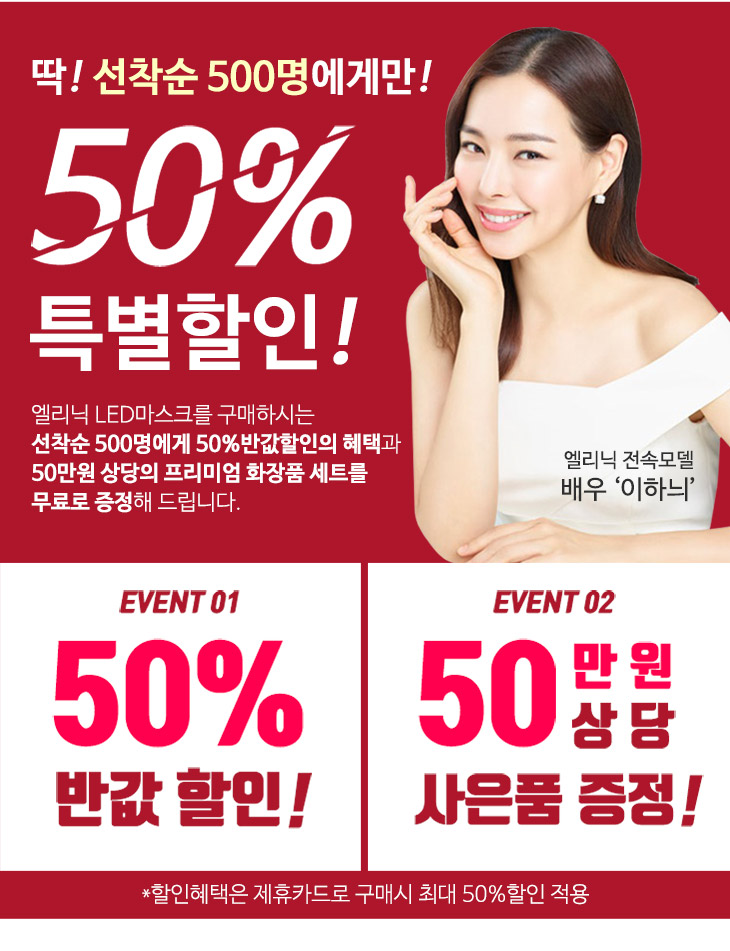 딱! 선착순 500명에게만!
50%
특별할인!
엘리닉 LED마스크를 구매하시는
선착순 500명에게 50%반값할인의 혜택과
50만원 상당의 프리미엄 화장품 세트를
무료로 증정해 드립니다.
엘리닉 전속모델
배우 ‘이하늬’
EVENT 01
50%
반값 할인!
EVENT 02
50만 원
상 당
사은품 증정!
*할인혜택은 제휴카드로 구매시 최대 50%할인 적용